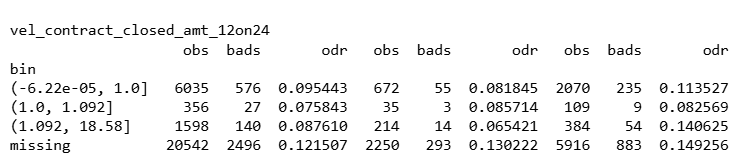 vel_contract_closed_amt_12on24
obs bads odr obs bads odr obs bads odr
bin
(-6.22e-05, 1.0] 6035 576 0.095443 672 55 0.081845 2070 235 0.113527
(1.0, 1.092] 356 27 0.075843 35 3 0.085714 109 9 0.082569
(1.092, 18.58] 1598 140 0.087610 214 14 0.065421 384 54 0.140625
missing 20542 2496 0.121507 2250 293 0.130222 5916 883 0.149256